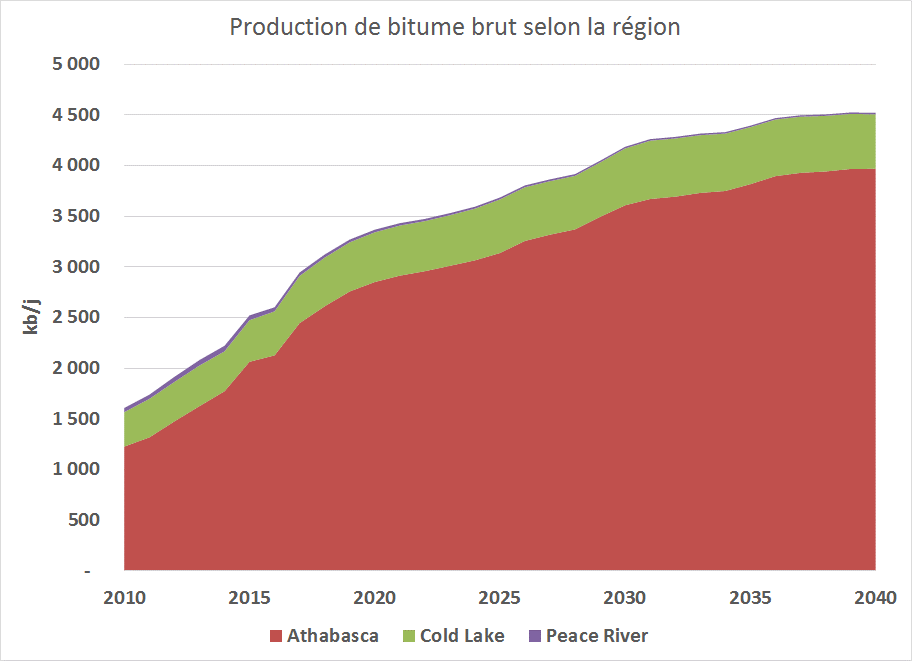 Production de bitume brut selon la région
5 000
4 500
4 000
3 500
3 000
2 500
2 000
1 500
1 000
500
-
kb/j
2010 2015 2020 2025 2030 2035 2040
Athabasca Cold Lake Peace River